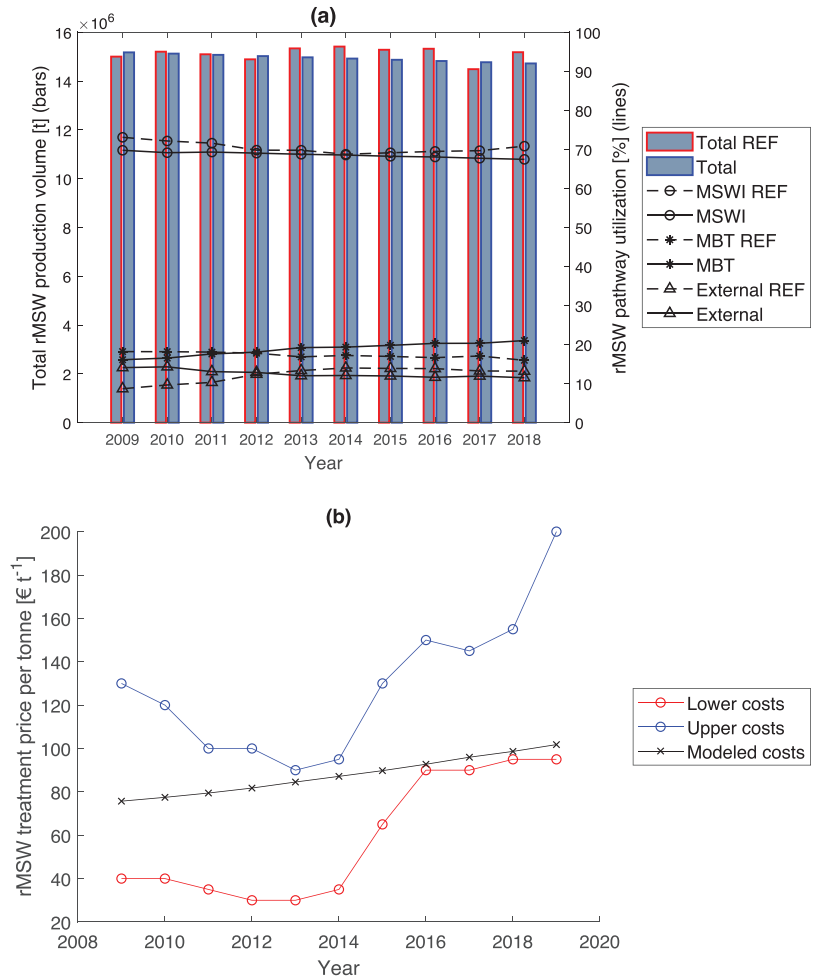 (a)
×10⁶
16
14
12
10
8
6
4
2
0
Total rMSW production volume [t] (bars)
100
90
80
70
60
50
40
30
20
10
0
rMSW pathway utilization [%] (lines)
2009 2010 2011 2012 2013 2014 2015 2016 2017 2018
Year
Total REF
Total
MSWI REF
MSWI
MBT REF
MBT
External REF
External
(b)
200
180
160
140
120
100
80
60
40
20
rMSW treatment price per tonne [€ t⁻¹]
2008 2010 2012 2014 2016 2018 2020
Year
Lower costs
Upper costs
Modeled costs